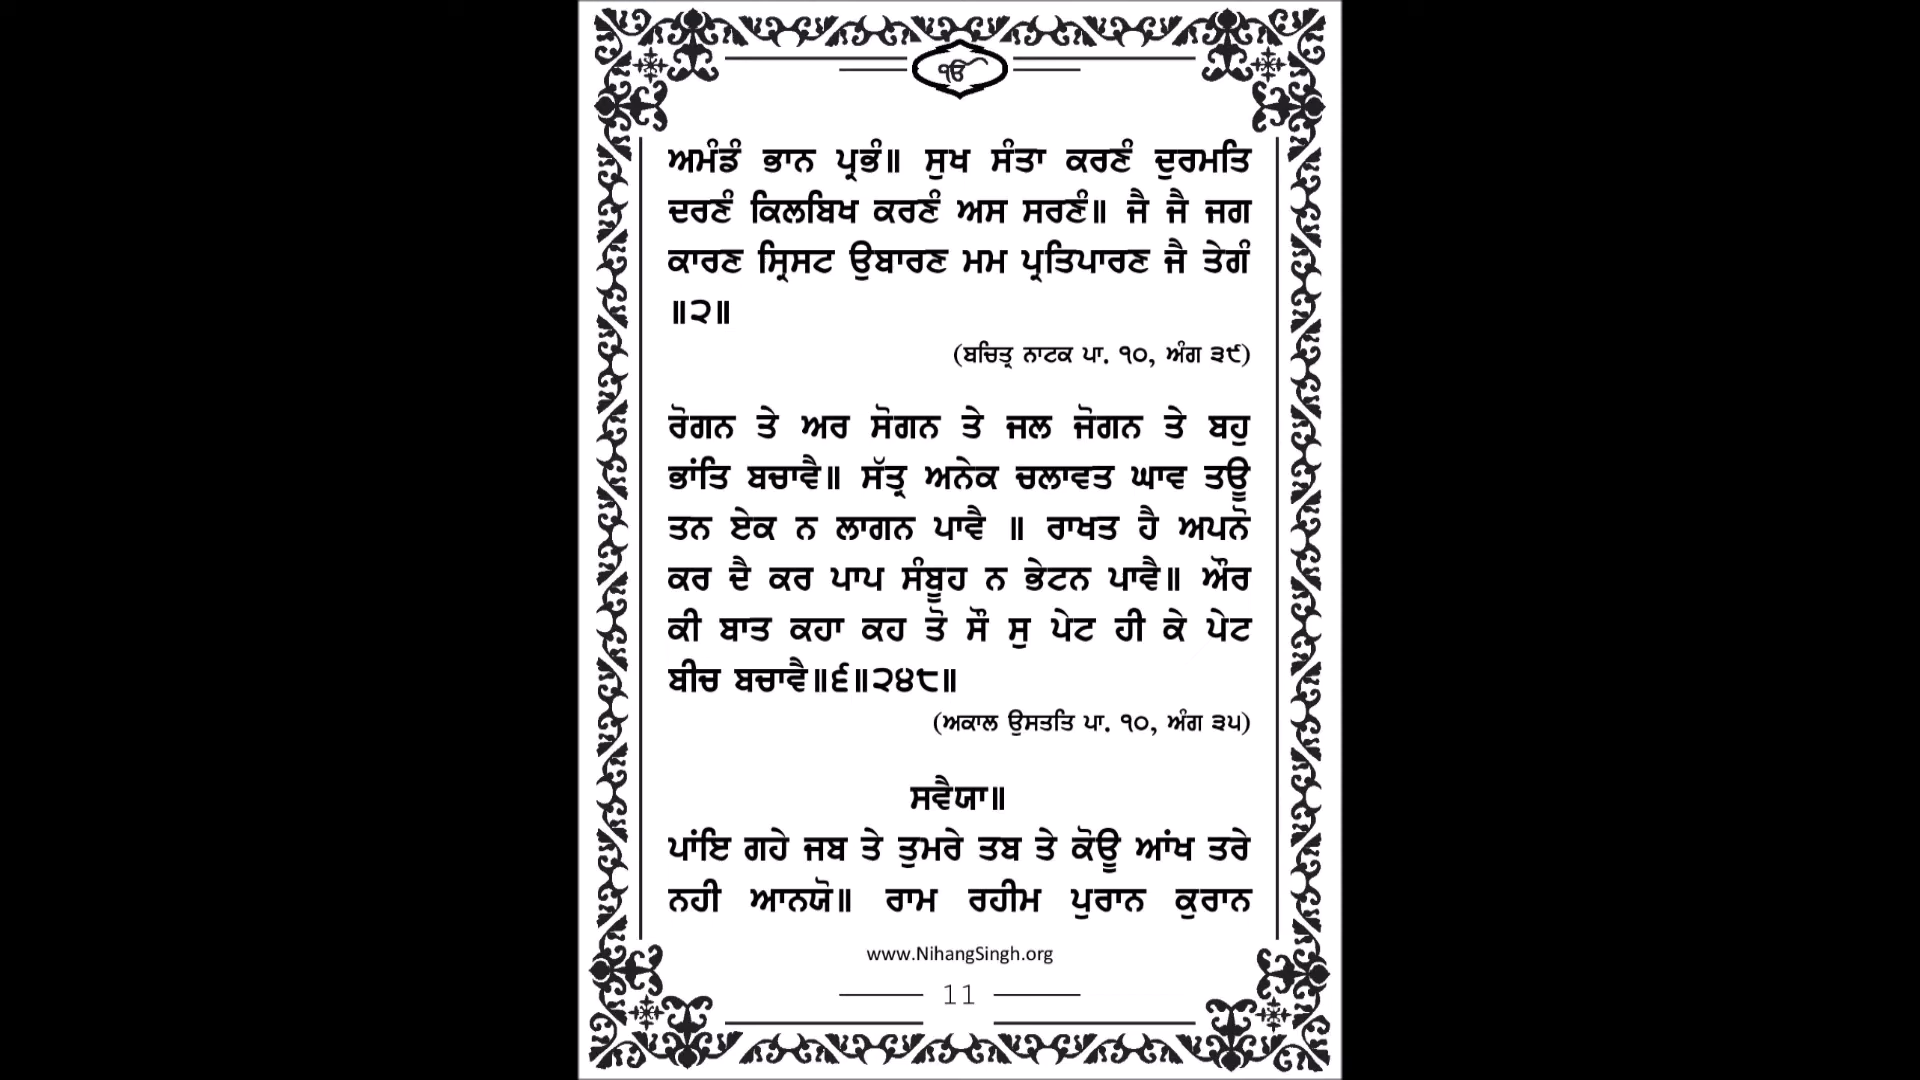 ੴ
ਅਮੰਡੰ ਭਾਨ ਪ੍ਰਭੰ॥ ਸੁਖ ਸੰਤਾ ਕਰਣੰ ਦੁਰਮਤਿ
ਦਰਣੰ ਕਿਲਬਿਖ ਕਰਣੰ ਅਸ ਸਰਣੰ॥ ਜੈ ਜੈ ਜਗ
ਕਾਰਣ ਸ੍ਰਿਸਟ ਉਬਾਰਣ ਮਮ ਪ੍ਰਤਿਪਾਰਣ ਜੈ ਤੇਗੰ
॥੨॥
(ਬਚਿਤ੍ਰ ਨਾਟਕ ਪਾ. ੧੦, ਅੰਗ ੩੯)
ਰੋਗਨ ਤੇ ਅਰ ਸੋਗਨ ਤੇ ਜਲ ਜੋਗਨ ਤੇ ਬਹੁ
ਭਾਂਤਿ ਬਚਾਵੈ॥ ਸੱਤ੍ਰ ਅਨੇਕ ਚਲਾਵਤ ਘਾਵ ਤਊ
ਤਨ ਏਕ ਨ ਲਾਗਨ ਪਾਵੈ ॥ ਰਾਖਤ ਹੈ ਅਪਨੋ
ਕਰ ਦੈ ਕਰ ਪਾਪ ਸੰਬੂਹ ਨ ਭੇਟਨ ਪਾਵੈ॥ ਔਰ
ਕੀ ਬਾਤ ਕਹਾ ਕਹ ਤੋ ਸੌ ਸੁ ਪੇਟ ਹੀ ਕੇ ਪੇਟ
ਬੀਚ ਬਚਾਵੈ॥੬॥੨੪੮॥
(ਅਕਾਲ ਉਸਤਤਿ ਪਾ. ੧੦, ਅੰਗ ੩੫)
ਸਵੈਯਾ॥
ਪਾਂਇ ਗਹੇ ਜਬ ਤੇ ਤੁਮਰੇ ਤਬ ਤੇ ਕੋਊ ਆਂਖ ਤਰੇ
ਨਹੀ ਆਨਯੋ॥ ਰਾਮ ਰਹੀਮ ਪੁਰਾਨ ਕੁਰਾਨ
www.NihangSingh.org
11